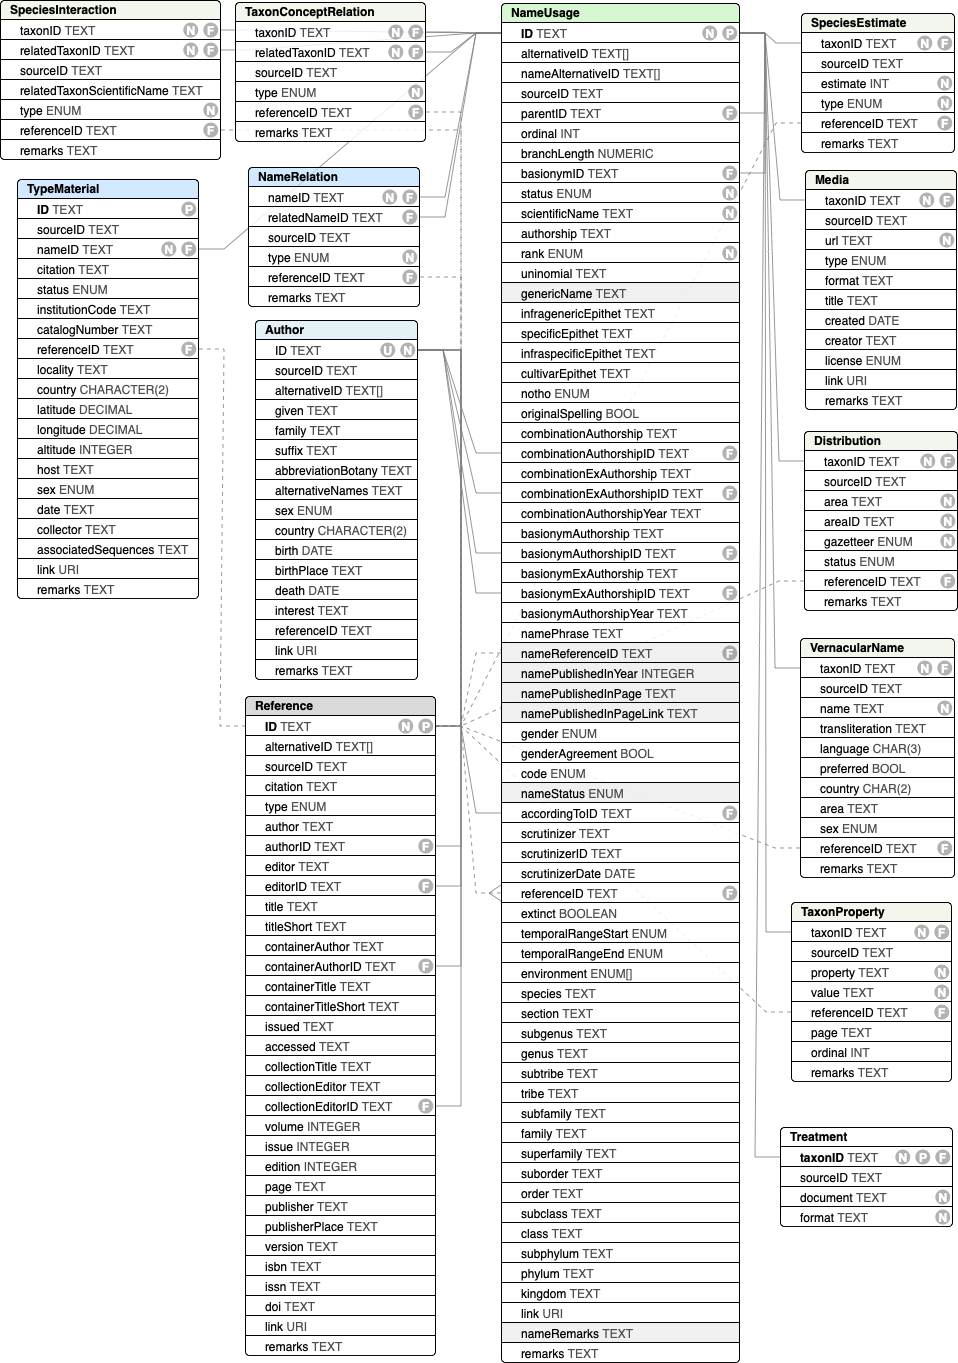 SpeciesInteraction
taxonID TEXT N F
relatedTaxonID TEXT N F
sourceID TEXT
relatedTaxonScientificName TEXT
type ENUM N
referenceID TEXT F
remarks TEXT
TaxonConceptRelation
taxonID TEXT N F
relatedTaxonID TEXT N F
sourceID TEXT
type ENUM N
referenceID TEXT F
remarks TEXT
TypeMaterial
ID TEXT P
sourceID TEXT
nameID TEXT N F
citation TEXT
status ENUM
institutionCode TEXT
catalogNumber TEXT
referenceID TEXT F
locality TEXT
country CHARACTER(2)
latitude DECIMAL
longitude DECIMAL
altitude INTEGER
host TEXT
sex ENUM
date TEXT
collector TEXT
associatedSequences TEXT
link URI
remarks TEXT
NameRelation
nameID TEXT N F
relatedNameID TEXT F
sourceID TEXT
type ENUM N
referenceID TEXT F
remarks TEXT
Author
ID TEXT U N
sourceID TEXT
alternativeID TEXT[]
given TEXT
family TEXT
suffix TEXT
abbreviationBotany TEXT
alternativeNames TEXT
sex ENUM
country CHARACTER(2)
birth DATE
birthPlace TEXT
death DATE
interest TEXT
referenceID TEXT
link URI
remarks TEXT
Reference
ID TEXT N P
alternativeID TEXT[]
sourceID TEXT
citation TEXT
type ENUM
author TEXT
authorID TEXT F
editor TEXT
editorID TEXT F
title TEXT
titleShort TEXT
containerAuthor TEXT
containerAuthorID TEXT F
containerTitle TEXT
containerTitleShort TEXT
issued TEXT
accessed TEXT
collectionTitle TEXT
collectionEditor TEXT
collectionEditorID TEXT F
volume INTEGER
issue INTEGER
edition INTEGER
page TEXT
publisher TEXT
publisherPlace TEXT
version TEXT
isbn TEXT
issn TEXT
doi TEXT
link URI
remarks TEXT
NameUsage
ID TEXT N P
alternativeID TEXT[]
nameAlternativeID TEXT[]
sourceID TEXT
parentID TEXT F
ordinal INT
branchLength NUMERIC
basionymID TEXT F
status ENUM N
scientificName TEXT N
authorship TEXT
rank ENUM N
uninomial TEXT
genericName TEXT
infragenericEpithet TEXT
specificEpithet TEXT
infraspecificEpithet TEXT
cultivarEpithet TEXT
notho ENUM
originalSpelling BOOL
combinationAuthorship TEXT
combinationAuthorshipID TEXT F
combinationExAuthorship TEXT
combinationExAuthorshipID TEXT F
combinationAuthorshipYear TEXT
basionymAuthorship TEXT
basionymAuthorshipID TEXT F
basionymExAuthorship TEXT
basionymExAuthorshipID TEXT F
basionymAuthorshipYear TEXT
namePhrase TEXT
nameReferenceID TEXT F
namePublishedInYear INTEGER
namePublishedInPage TEXT
namePublishedInPageLink TEXT
gender ENUM
genderAgreement BOOL
code ENUM
nameStatus ENUM
accordingToID TEXT F
scrutinizer TEXT
scrutinizerID TEXT
scrutinizerDate DATE
referenceID TEXT F
extinct BOOLEAN
temporalRangeStart ENUM
temporalRangeEnd ENUM
environment ENUM[]
species TEXT
section TEXT
subgenus TEXT
genus TEXT
subtribe TEXT
tribe TEXT
subfamily TEXT
family TEXT
superfamily TEXT
suborder TEXT
order TEXT
subclass TEXT
class TEXT
subphylum TEXT
phylum TEXT
kingdom TEXT
link URI
nameRemarks TEXT
remarks TEXT
SpeciesEstimate
taxonID TEXT N F
sourceID TEXT
estimate INT N
type ENUM N
referenceID TEXT F
remarks TEXT
Media
taxonID TEXT N F
sourceID TEXT
url TEXT N
type ENUM
format TEXT
title TEXT
created DATE
creator TEXT
license ENUM
link URI
remarks TEXT
Distribution
taxonID TEXT N F
sourceID TEXT
area TEXT N
areaID TEXT N
gazetteer ENUM N
status ENUM
referenceID TEXT F
remarks TEXT
VernacularName
taxonID TEXT N F
sourceID TEXT
name TEXT N
transliteration TEXT
language CHAR(3)
preferred BOOL
country CHAR(2)
area TEXT
sex ENUM
referenceID TEXT F
remarks TEXT
TaxonProperty
taxonID TEXT N F
sourceID TEXT
property TEXT N
value TEXT N
referenceID TEXT F
page TEXT
ordinal INT
remarks TEXT
Treatment
taxonID TEXT N P F
sourceID TEXT
document TEXT N
format TEXT N